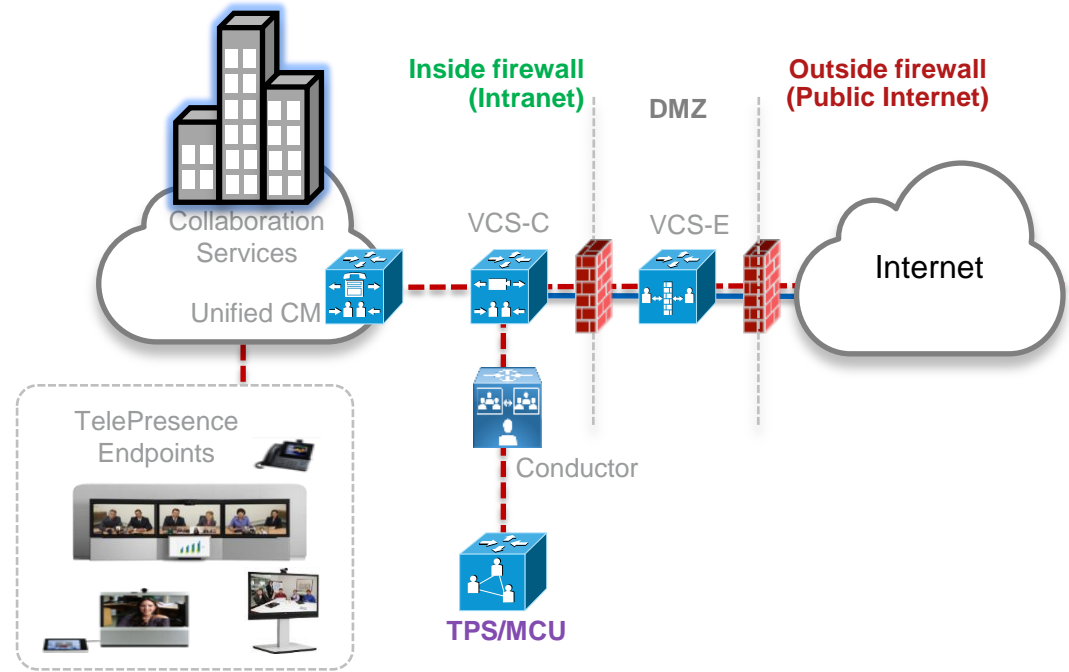 Inside firewall
(Intranet)
DMZ
Outside firewall
(Public Internet)
Collaboration
Services
VCS-C
VCS-E
Internet
Unified CM
TelePresence
Endpoints
Conductor
TPS/MCU